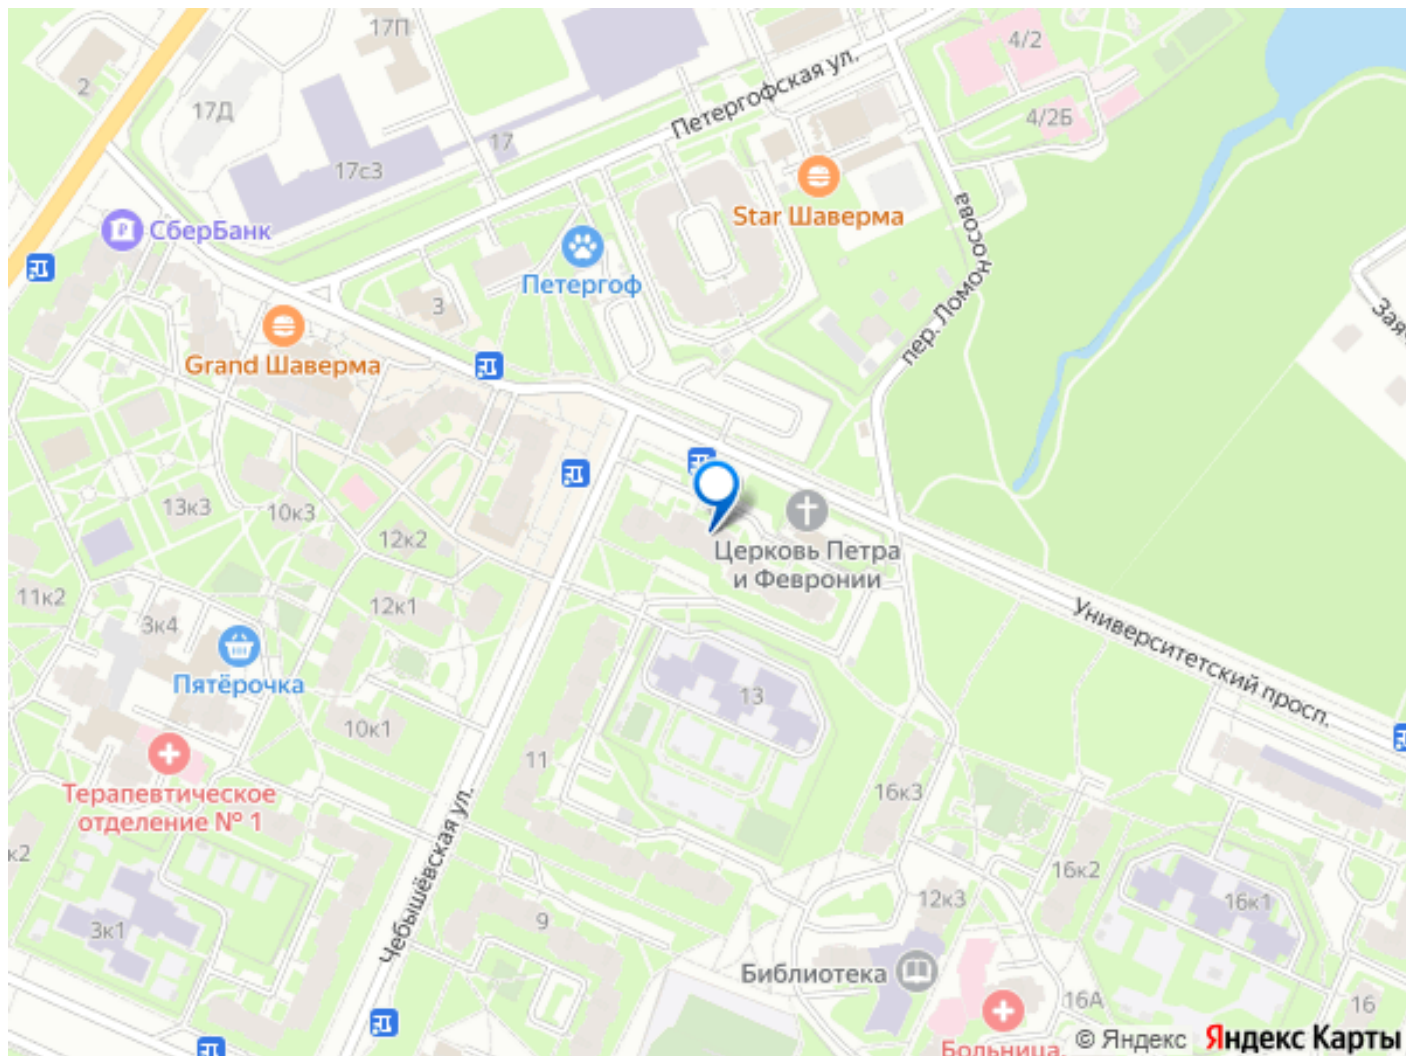 17П
4/2
2
Петергофская ул.
17Д
4/2Б
17
17с3
Star Шаверма
пер. Ломоносова
СберБанк
Петергоф
3
Grand Шаверма
13к3
10к3
12к2
Церковь Петра
и Февронии
11к2
12к1
3к4
Университетский просп.
Пятёрочка
13
10к1
11
16к3
Терапевтическое
отделение № 1
Чебышёвская ул.
к2
16к2
12к3
16к1
3к1
9
Библиотека
16А
16
Больница
© Яндекс Яндекс Карты